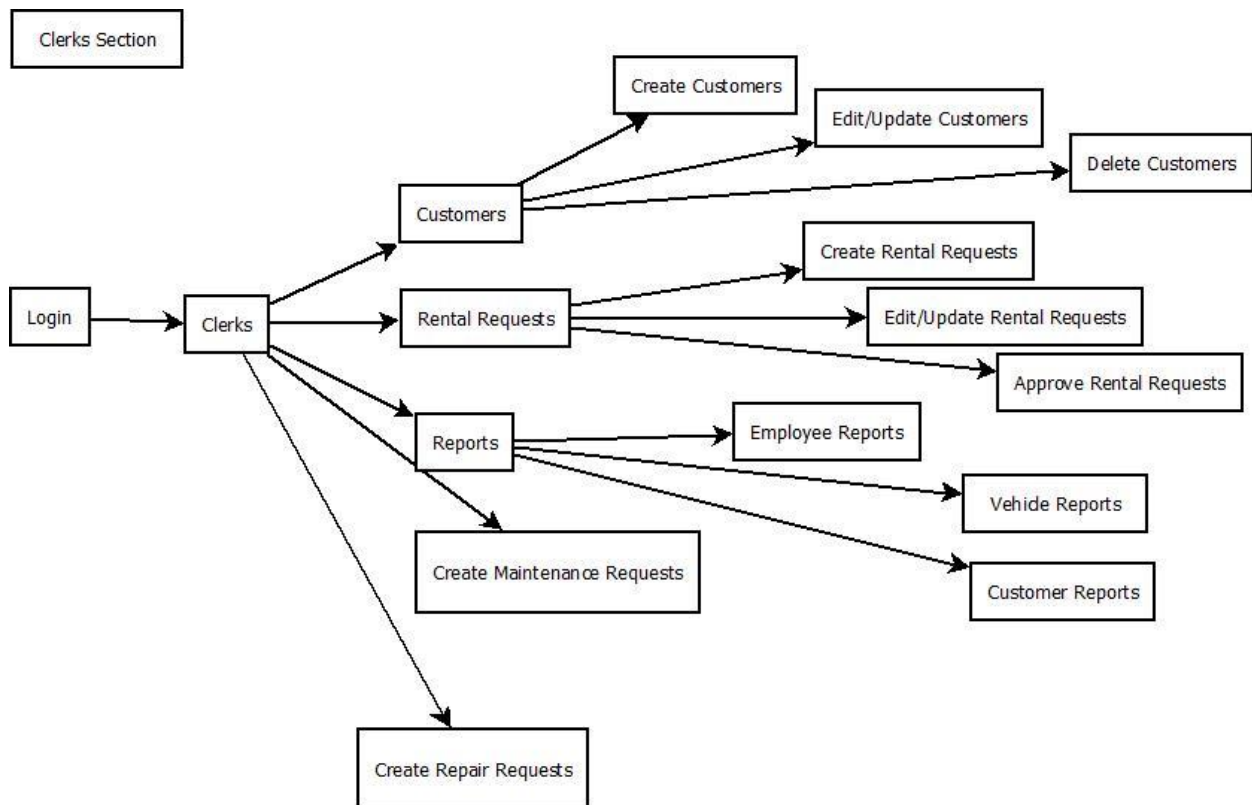 Clerks Section
Create Customers
Edit/Update Customers
Delete Customers
Customers
Create Rental Requests
Login
Clerks
Rental Requests
Edit/Update Rental Requests
Approve Rental Requests
Reports
Employee Reports
Vehide Reports
Create Maintenance Requests
Customer Reports
Create Repair Requests